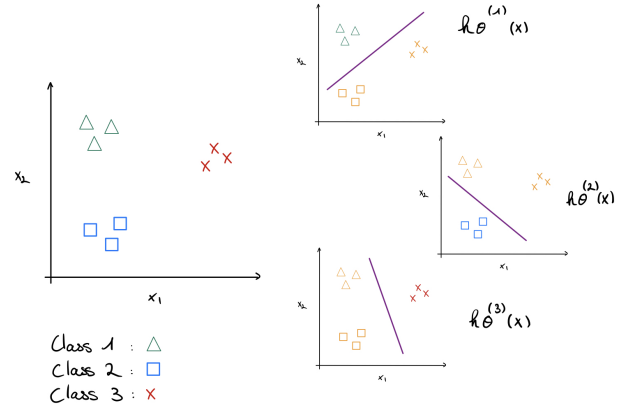 x₂
x₁
Class 1 : △
Class 2 : □
Class 3 : ×
x₂
x₁
hθ⁽¹⁾(x)
x₂
x₁
hθ⁽²⁾(x)
x₂
x₁
hθ⁽³⁾(x)